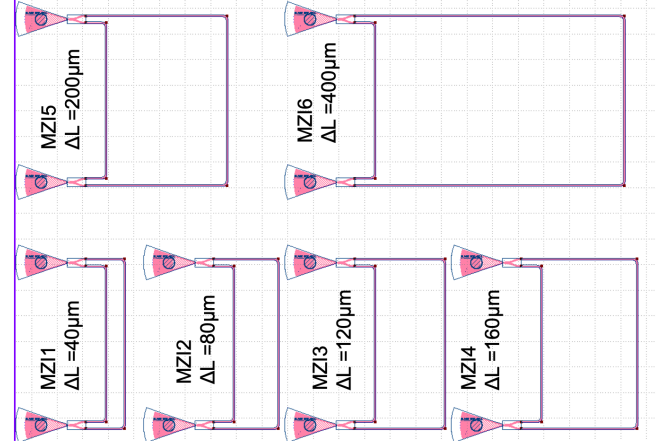 MZI5
ΔL =200µm
MZI6
ΔL =400µm
MZI1
ΔL =40µm
MZI2
ΔL =80µm
MZI3
ΔL =120µm
MZI4
ΔL =160µm